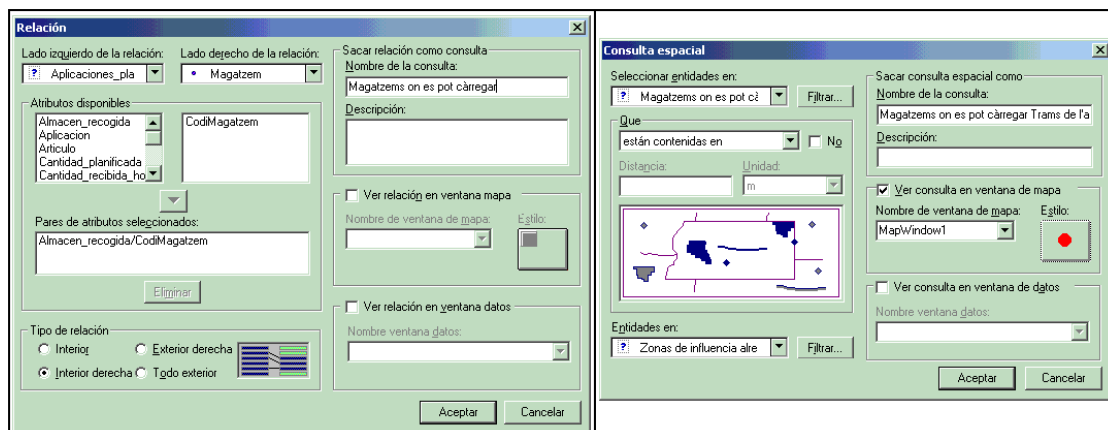 Relación
Lado izquierdo de la relación:
Lado derecho de la relación:
Aplicaciones_pla
Magatzem
Atributos disponibles
Almacen_recogida
Aplicacion
Articulo
Cantidad_planificada
Cantidad_recibida_ho
CodiMagatzem
Pares de atributos seleccionados:
Almacen_recogida/CodiMagatzem
Eliminar
Tipo de relación
Interior
Exterior derecha
Interior derecha
Todo exterior
Sacar relación como consulta
Nombre de la consulta:
Magatzems on es pot càrregar
Descripción:
Ver relación en ventana mapa
Nombre de ventana de mapa:
Estilo:
Ver relación en ventana datos
Nombre ventana datos:
Aceptar
Cancelar
Consulta espacial
Seleccionar entidades en:
Magatzems on es pot cà
Filtrar...
Que
están contenidas en
No
Distancia:
Unidad:
m
Entidades en:
Zonas de influencia alre
Filtrar...
Sacar consulta espacial como
Nombre de la consulta:
Magatzems on es pot càrregar Trams de l'a
Descripción:
Ver consulta en ventana de mapa
Nombre de ventana de mapa:
Estilo:
MapWindow1
Ver consulta en ventana de datos
Nombre ventana datos:
Aceptar
Cancelar